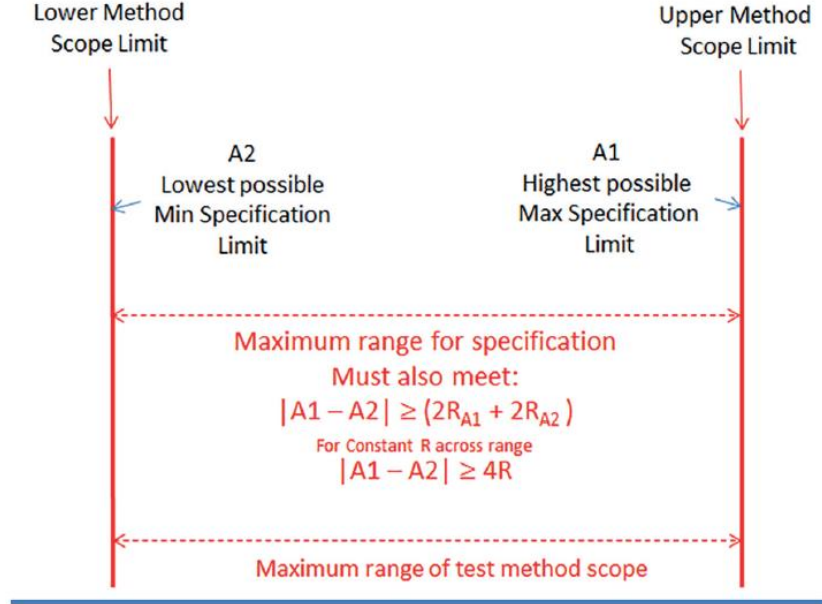 Lower Method
Scope Limit
Upper Method
Scope Limit
A2
Lowest possible
Min Specification
Limit
A1
Highest possible
Max Specification
Limit
Maximum range for specification
Must also meet:
|A1 – A2| ≥ (2R_A1 + 2R_A2)
For Constant R across range
|A1 – A2| ≥ 4R
Maximum range of test method scope